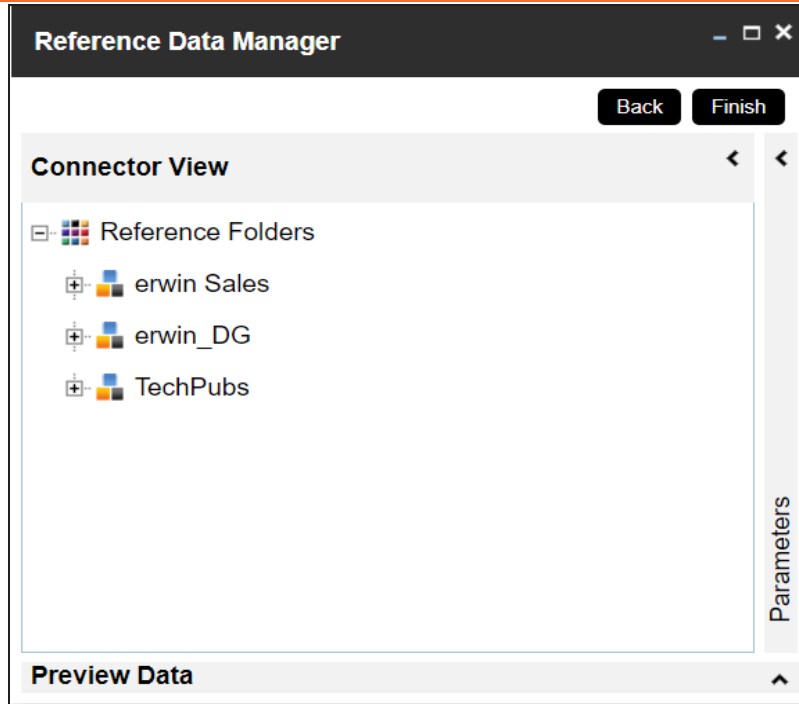 Reference Data Manager
Back Finish
Connector View
Reference Folders
erwin Sales
erwin_DG
TechPubs
Parameters
Preview Data